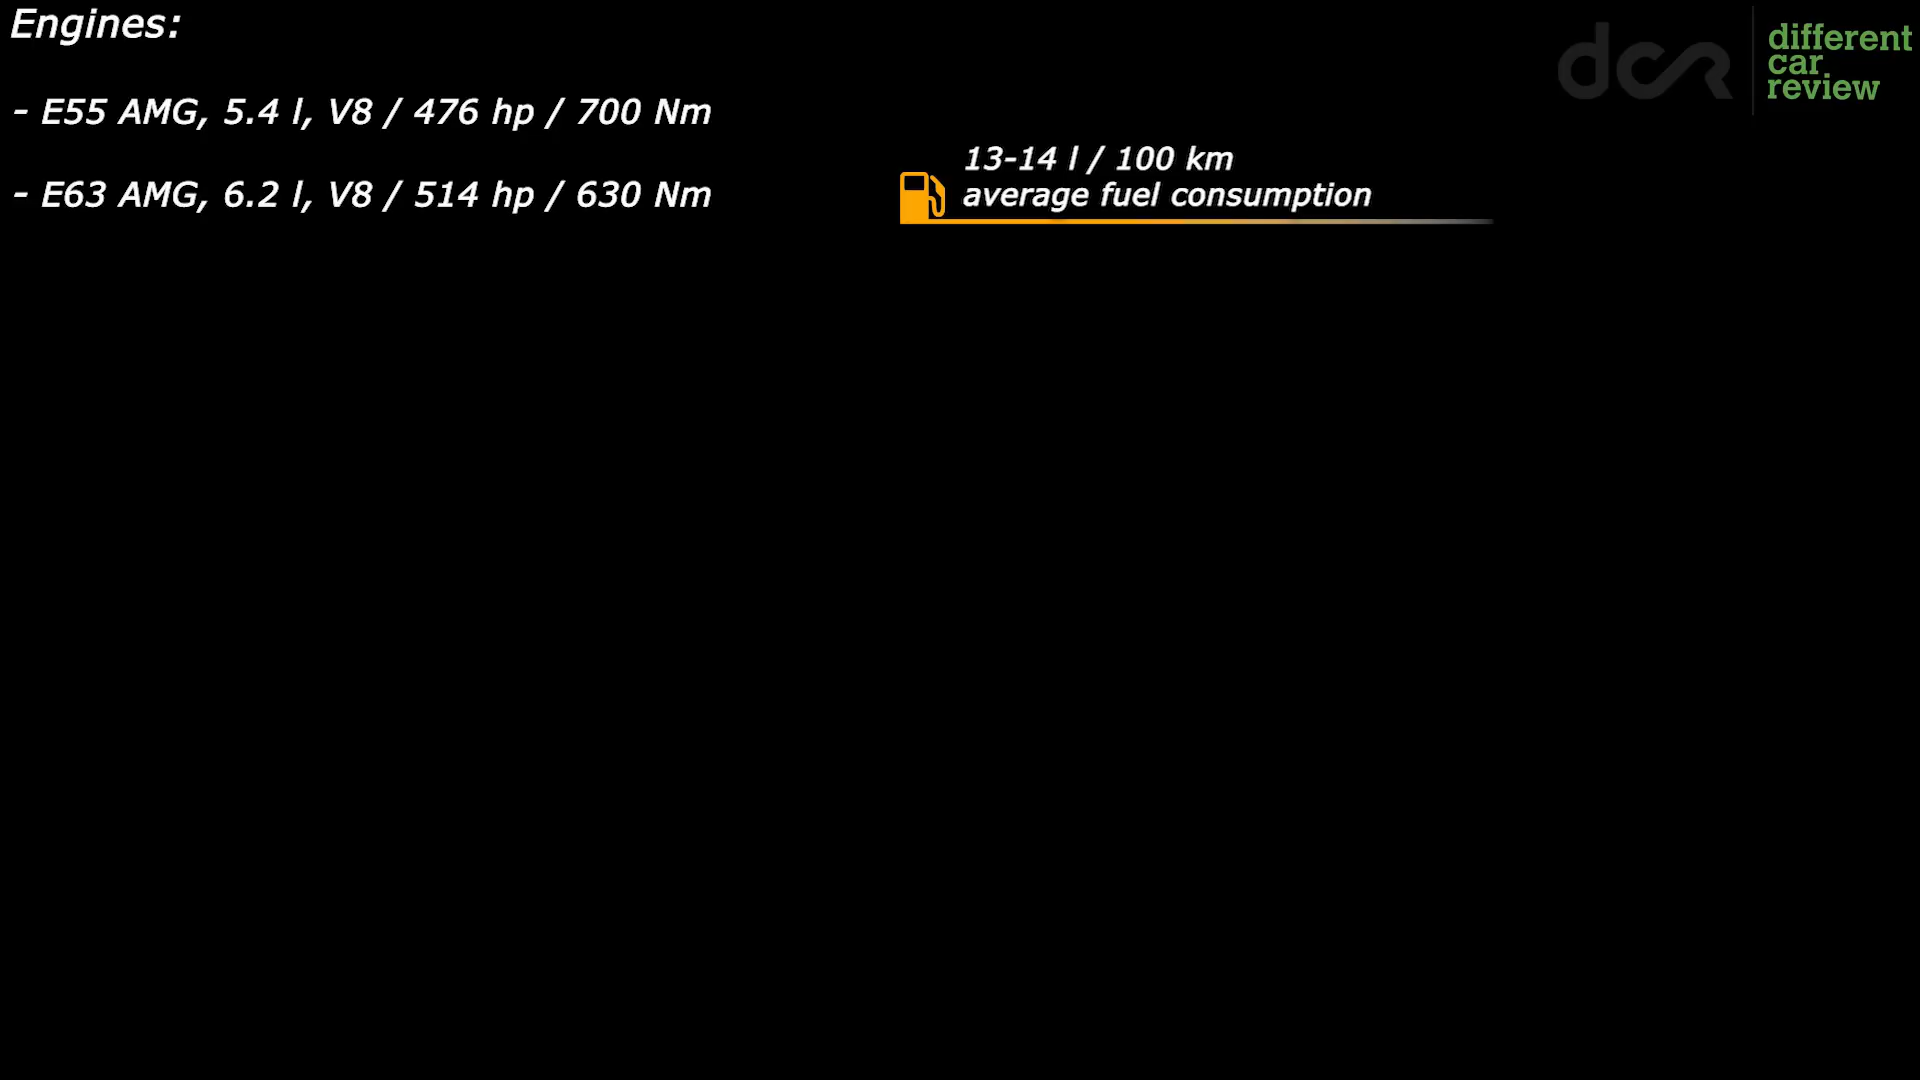 Engines:
- E55 AMG, 5.4 l, V8 / 476 hp / 700 Nm
- E63 AMG, 6.2 l, V8 / 514 hp / 630 Nm
13-14 l / 100 km
average fuel consumption
dcr
different
car
review